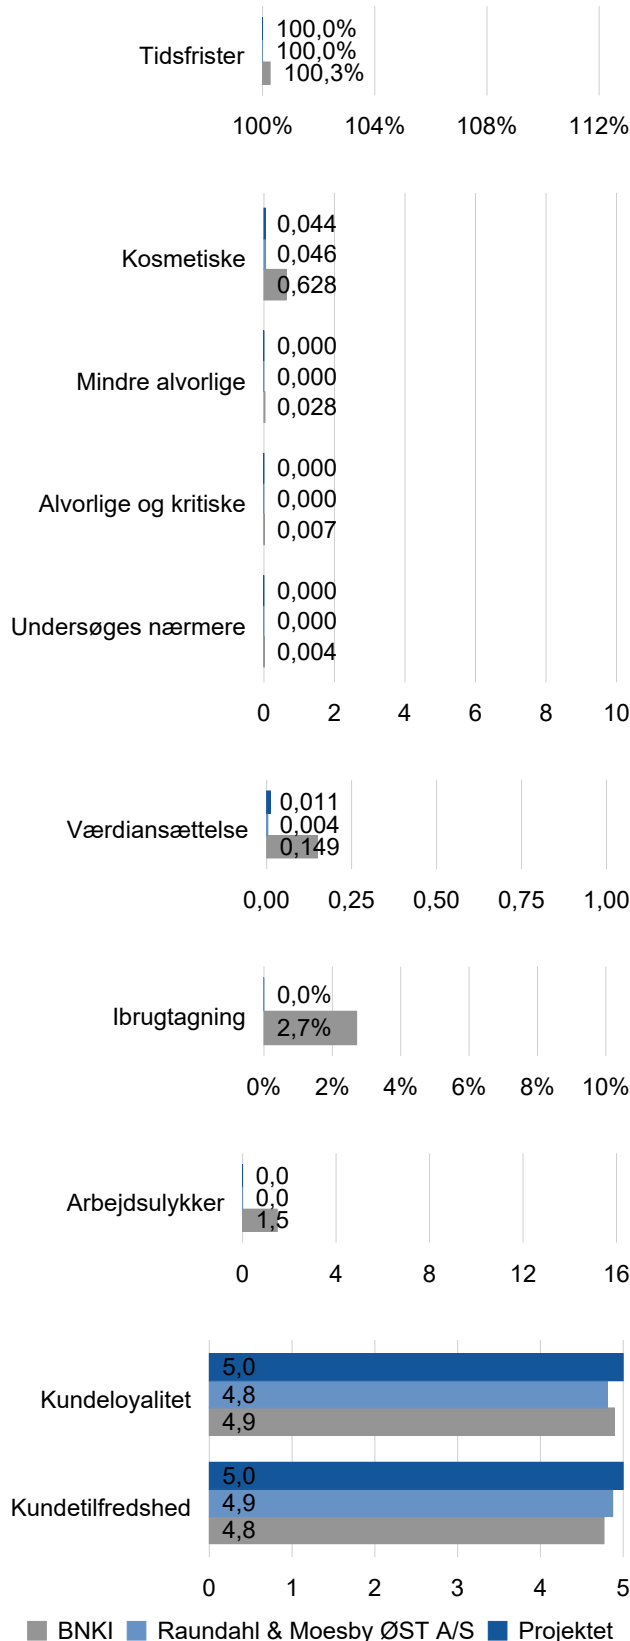 100,0%
Tidsfrister 100,0%
100,3%
100% 104% 108% 112%
0,044
Kosmetiske 0,046
0,628
0,000
Mindre alvorlige 0,000
0,028
0,000
Alvorlige og kritiske 0,000
0,007
0,000
Undersøges nærmere 0,000
0,004
0 2 4 6 8 10
0,011
Værdiansættelse 0,004
0,149
0,00 0,25 0,50 0,75 1,00
0,0%
Ibrugtagning
2,7%
0% 2% 4% 6% 8% 10%
0,0
Arbejdsulykker 0,0
1,5
0 4 8 12 16
5,0
Kundeloyalitet 4,8
4,9
5,0
Kundetilfredshed 4,9
4,8
0 1 2 3 4 5
BNKI Raundahl & Moesby ØST A/S Projektet